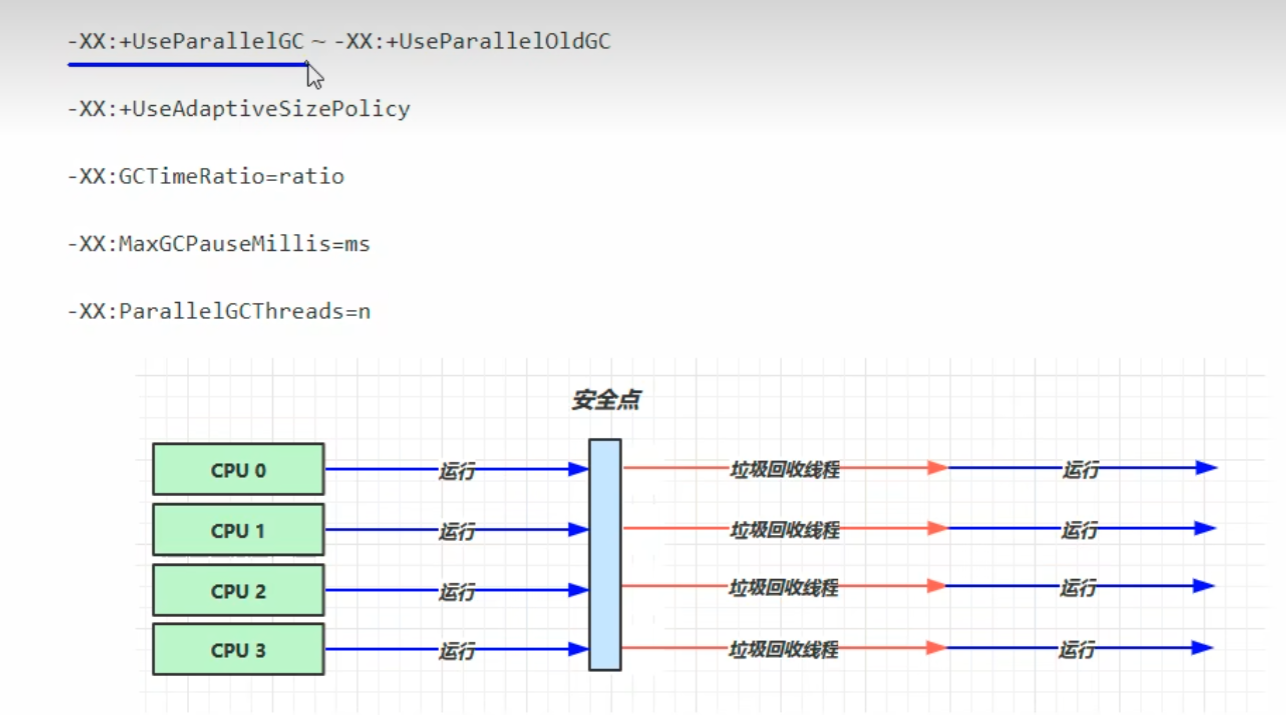 -XX:+UseParallelGC ~ -XX:+UseParallelOldGC
-XX:+UseAdaptiveSizePolicy
-XX:GCTimeRatio=ratio
-XX:MaxGCPauseMillis=ms
-XX:ParallelGCThreads=n
安全点
CPU 0 运行 垃圾回收线程 运行
CPU 1 运行 垃圾回收线程 运行
CPU 2 运行 垃圾回收线程 运行
CPU 3 运行 垃圾回收线程 运行